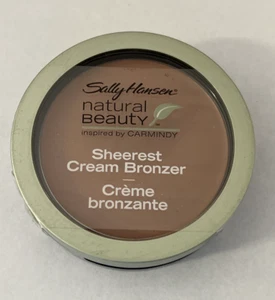 Sally Hansen
natural
BEAUTY
inspired by CARMINDY
Sheerest
Cream Bronzer
Crème
bronzante